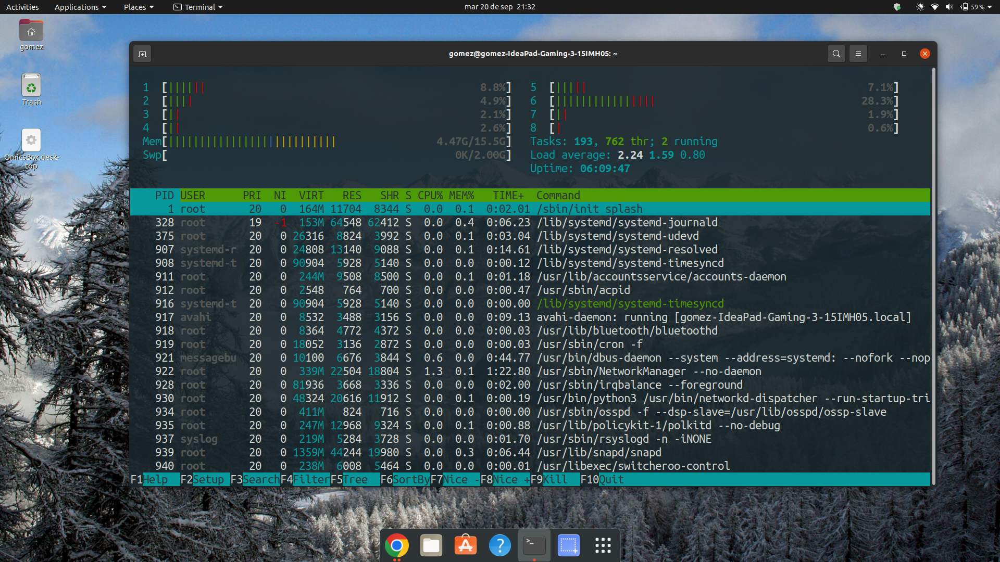 Activities Applications Places Terminal mar 20 de sep 21:32 59 %
gomez
Trash
OmicsBox.desk-
top
gomez@gomez-IdeaPad-Gaming-3-15IMH05: ~
1 [||||||| 8.8%] 5 [||||| 7.1%]
2 [|||| 4.9%] 6 [|||||||||||||||| 28.3%]
3 [|| 2.1%] 7 [|| 1.9%]
4 [|| 2.6%] 8 [| 0.6%]
Mem[||||||||||||||||||||||||||| 4.47G/15.5G] Tasks: 193, 762 thr; 2 running
Swp[ 0K/2.00G] Load average: 2.24 1.59 0.80
Uptime: 06:09:47
PID USER PRI NI VIRT RES SHR S CPU% MEM% TIME+ Command
1 root 20 0 164M 11704 8344 S 0.0 0.1 0:02.01 /sbin/init splash
328 root 19 -1 153M 64548 62412 S 0.0 0.4 0:06.23 /lib/systemd/systemd-journald
375 root 20 0 26316 8824 3992 S 0.0 0.1 0:03.04 /lib/systemd/systemd-udevd
907 systemd-r 20 0 24808 13140 9088 S 0.0 0.1 0:14.61 /lib/systemd/systemd-resolved
908 systemd-t 20 0 90904 5928 5140 S 0.0 0.0 0:00.12 /lib/systemd/systemd-timesyncd
911 root 20 0 244M 9508 8500 S 0.0 0.1 0:01.18 /usr/lib/accountsservice/accounts-daemon
912 root 20 0 2548 764 700 S 0.0 0.0 0:00.47 /usr/sbin/acpid
916 systemd-t 20 0 90904 5928 5140 S 0.0 0.0 0:00.00 /lib/systemd/systemd-timesyncd
917 avahi 20 0 8532 3488 3156 S 0.0 0.0 0:09.13 avahi-daemon: running [gomez-IdeaPad-Gaming-3-15IMH05.local]
918 root 20 0 8364 4772 4372 S 0.0 0.0 0:00.03 /usr/lib/bluetooth/bluetoothd
919 root 20 0 18052 3136 2872 S 0.0 0.0 0:00.03 /usr/sbin/cron -f
921 messagebu 20 0 10100 6676 3844 S 0.6 0.0 0:44.77 /usr/bin/dbus-daemon --system --address=systemd: --nofork --nop
922 root 20 0 339M 22504 18804 S 1.3 0.1 1:22.80 /usr/sbin/NetworkManager --no-daemon
928 root 20 0 81936 3668 3336 S 0.0 0.0 0:02.00 /usr/sbin/irqbalance --foreground
930 root 20 0 48324 20616 11912 S 0.0 0.1 0:00.19 /usr/bin/python3 /usr/bin/networkd-dispatcher --run-startup-tri
934 root 20 0 411M 824 716 S 0.0 0.0 0:00.00 /usr/sbin/osspd -f --dsp-slave=/usr/lib/osspd/ossp-slave
935 root 20 0 247M 12968 9324 S 0.0 0.1 0:00.88 /usr/lib/policykit-1/polkitd --no-debug
937 syslog 20 0 219M 5284 3728 S 0.0 0.0 0:01.70 /usr/sbin/rsyslogd -n -iNONE
939 root 20 0 1359M 44244 19980 S 0.0 0.3 0:06.44 /usr/lib/snapd/snapd
940 root 20 0 238M 6008 5464 S 0.0 0.0 0:00.01 /usr/libexec/switcheroo-control
F1Help F2Setup F3SearchF4FilterF5Tree F6SortByF7Nice -F8Nice +F9Kill F10Quit